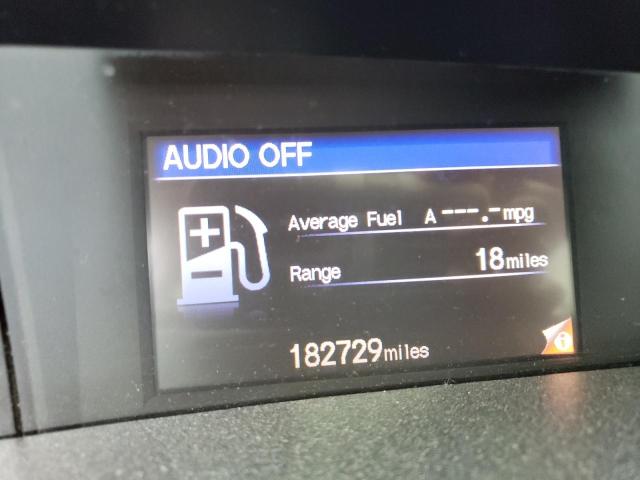 AUDIO OFF
Average Fuel A ---.- mpg
Range 18 miles
182729 miles
i